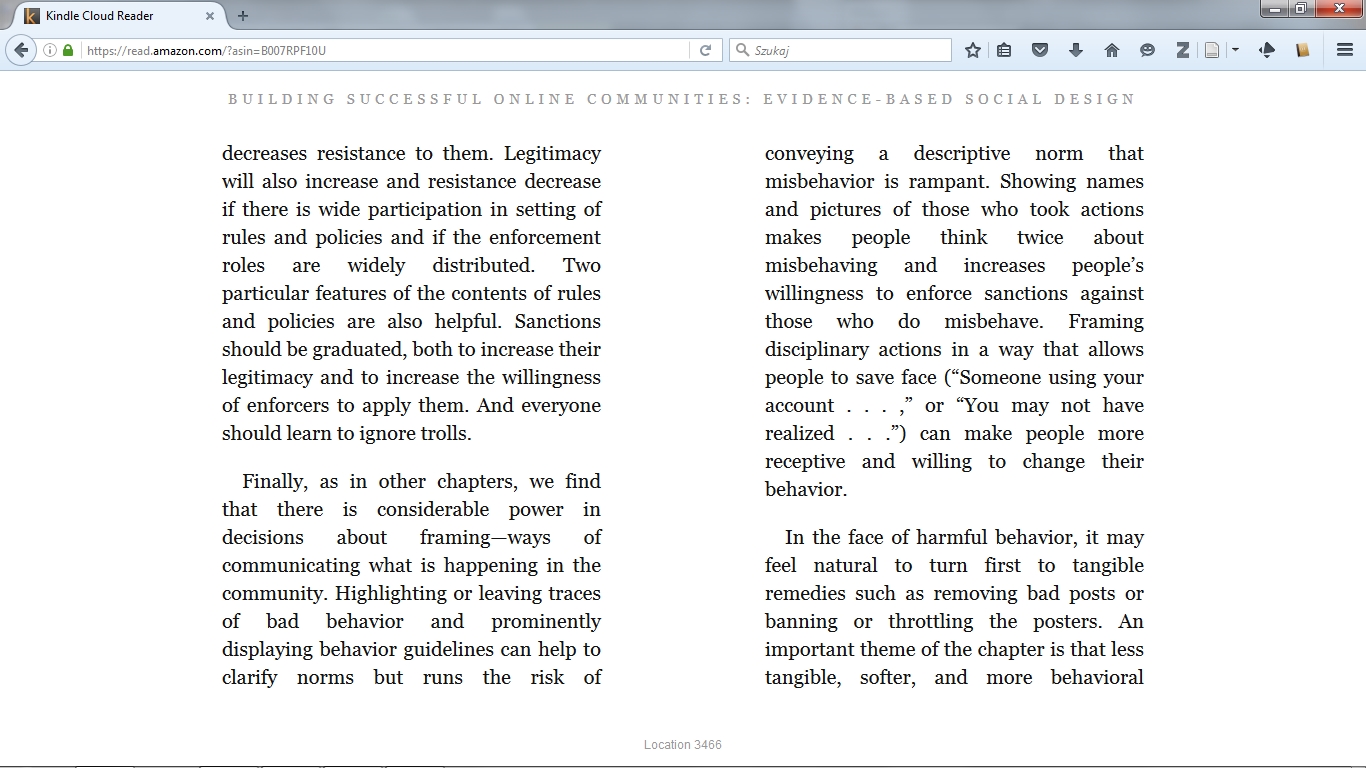 Kindle Cloud Reader
https://read.amazon.com/?asin=B007RPF10U
Szukaj
BUILDING SUCCESSFUL ONLINE COMMUNITIES: EVIDENCE-BASED SOCIAL DESIGN
decreases resistance to them. Legitimacy
will also increase and resistance decrease
if there is wide participation in setting of
rules and policies and if the enforcement
roles are widely distributed. Two
particular features of the contents of rules
and policies are also helpful. Sanctions
should be graduated, both to increase their
legitimacy and to increase the willingness
of enforcers to apply them. And everyone
should learn to ignore trolls.
Finally, as in other chapters, we find
that there is considerable power in
decisions about framing—ways of
communicating what is happening in the
community. Highlighting or leaving traces
of bad behavior and prominently
displaying behavior guidelines can help to
clarify norms but runs the risk of
conveying a descriptive norm that
misbehavior is rampant. Showing names
and pictures of those who took actions
makes people think twice about
misbehaving and increases people’s
willingness to enforce sanctions against
those who do misbehave. Framing
disciplinary actions in a way that allows
people to save face (“Someone using your
account . . . ,” or “You may not have
realized . . .”) can make people more
receptive and willing to change their
behavior.
In the face of harmful behavior, it may
feel natural to turn first to tangible
remedies such as removing bad posts or
banning or throttling the posters. An
important theme of the chapter is that less
tangible, softer, and more behavioral
Location 3466